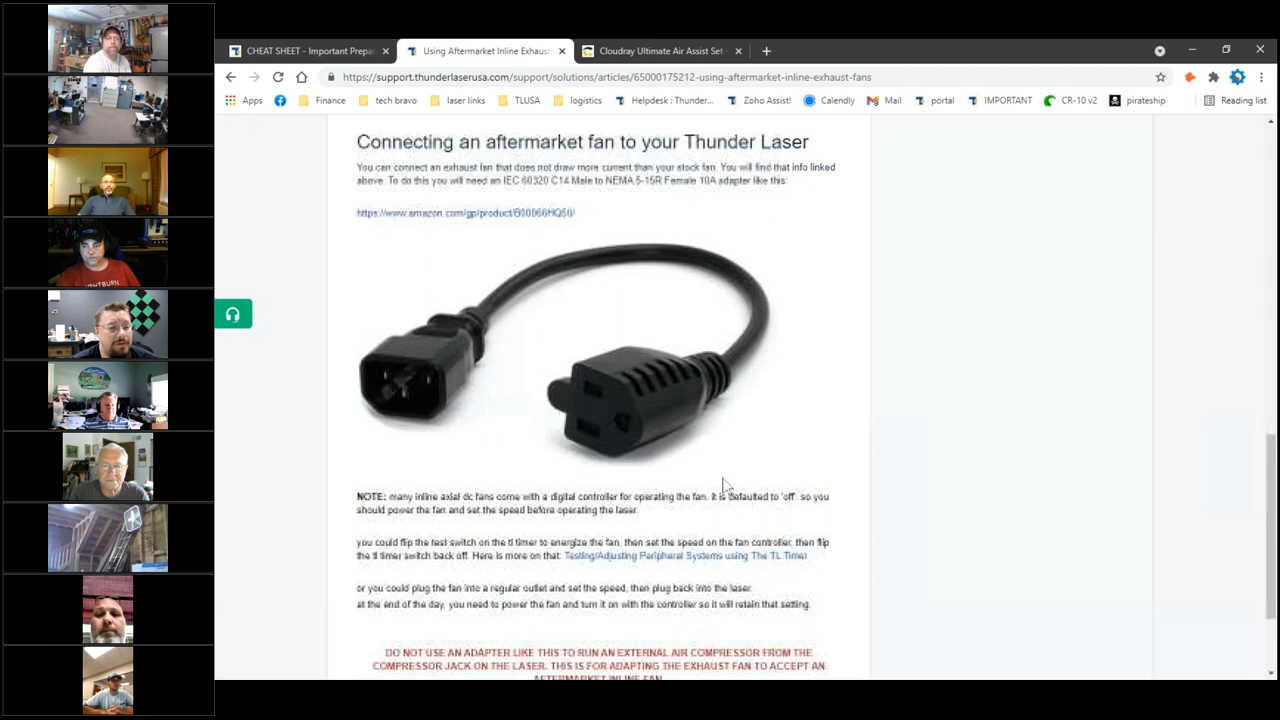 CHEAT SHEET - Important Prepar
Using Aftermarket Inline Exhaust
Cloudray Ultimate Air Assist Set
https://support.thunderlaserusa.com/support/solutions/articles/65000175212-using-aftermarket-inline-exhaust-fans
Apps Finance tech bravo laser links TLUSA logistics Helpdesk : Thunder... Zoho Assist! Calendly Mail portal IMPORTANT CR-10 v2 pirateship Reading list
Connecting an aftermarket fan to your Thunder Laser
You can connect an exhaust fan that does not draw more current than your stock fan. You will find that info linked
above. To do this you will need an IEC 60320 C14 Male to NEMA 5-15R Female 10A adapter like this:
https://www.amazon.com/gp/product/B00066HQ50/
NOTE: many inline axial dc fans come with a digital controller for operating the fan. it is defaulted to 'off'. so you
should power the fan and set the speed before operating the laser.
you could flip the test switch on the tl timer to energize the fan, then set the speed on the fan controller, then flip
the tl timer switch back off. Here is more on that: Testing/Adjusting Peripheral Systems using The TL Timer
or you could plug the fan into a regular outlet and set the speed, then plug back into the laser.
at the end of the day, you need to power the fan and turn it on with the controller so it will retain that setting.
DO NOT USE AN ADAPTER LIKE THIS TO RUN AN EXTERNAL AIR COMPRESSOR FROM THE
COMPRESSOR JACK ON THE LASER. THIS IS FOR ADAPTING THE EXHAUST FAN TO ACCEPT AN
AFTERMARKET INLINE FAN